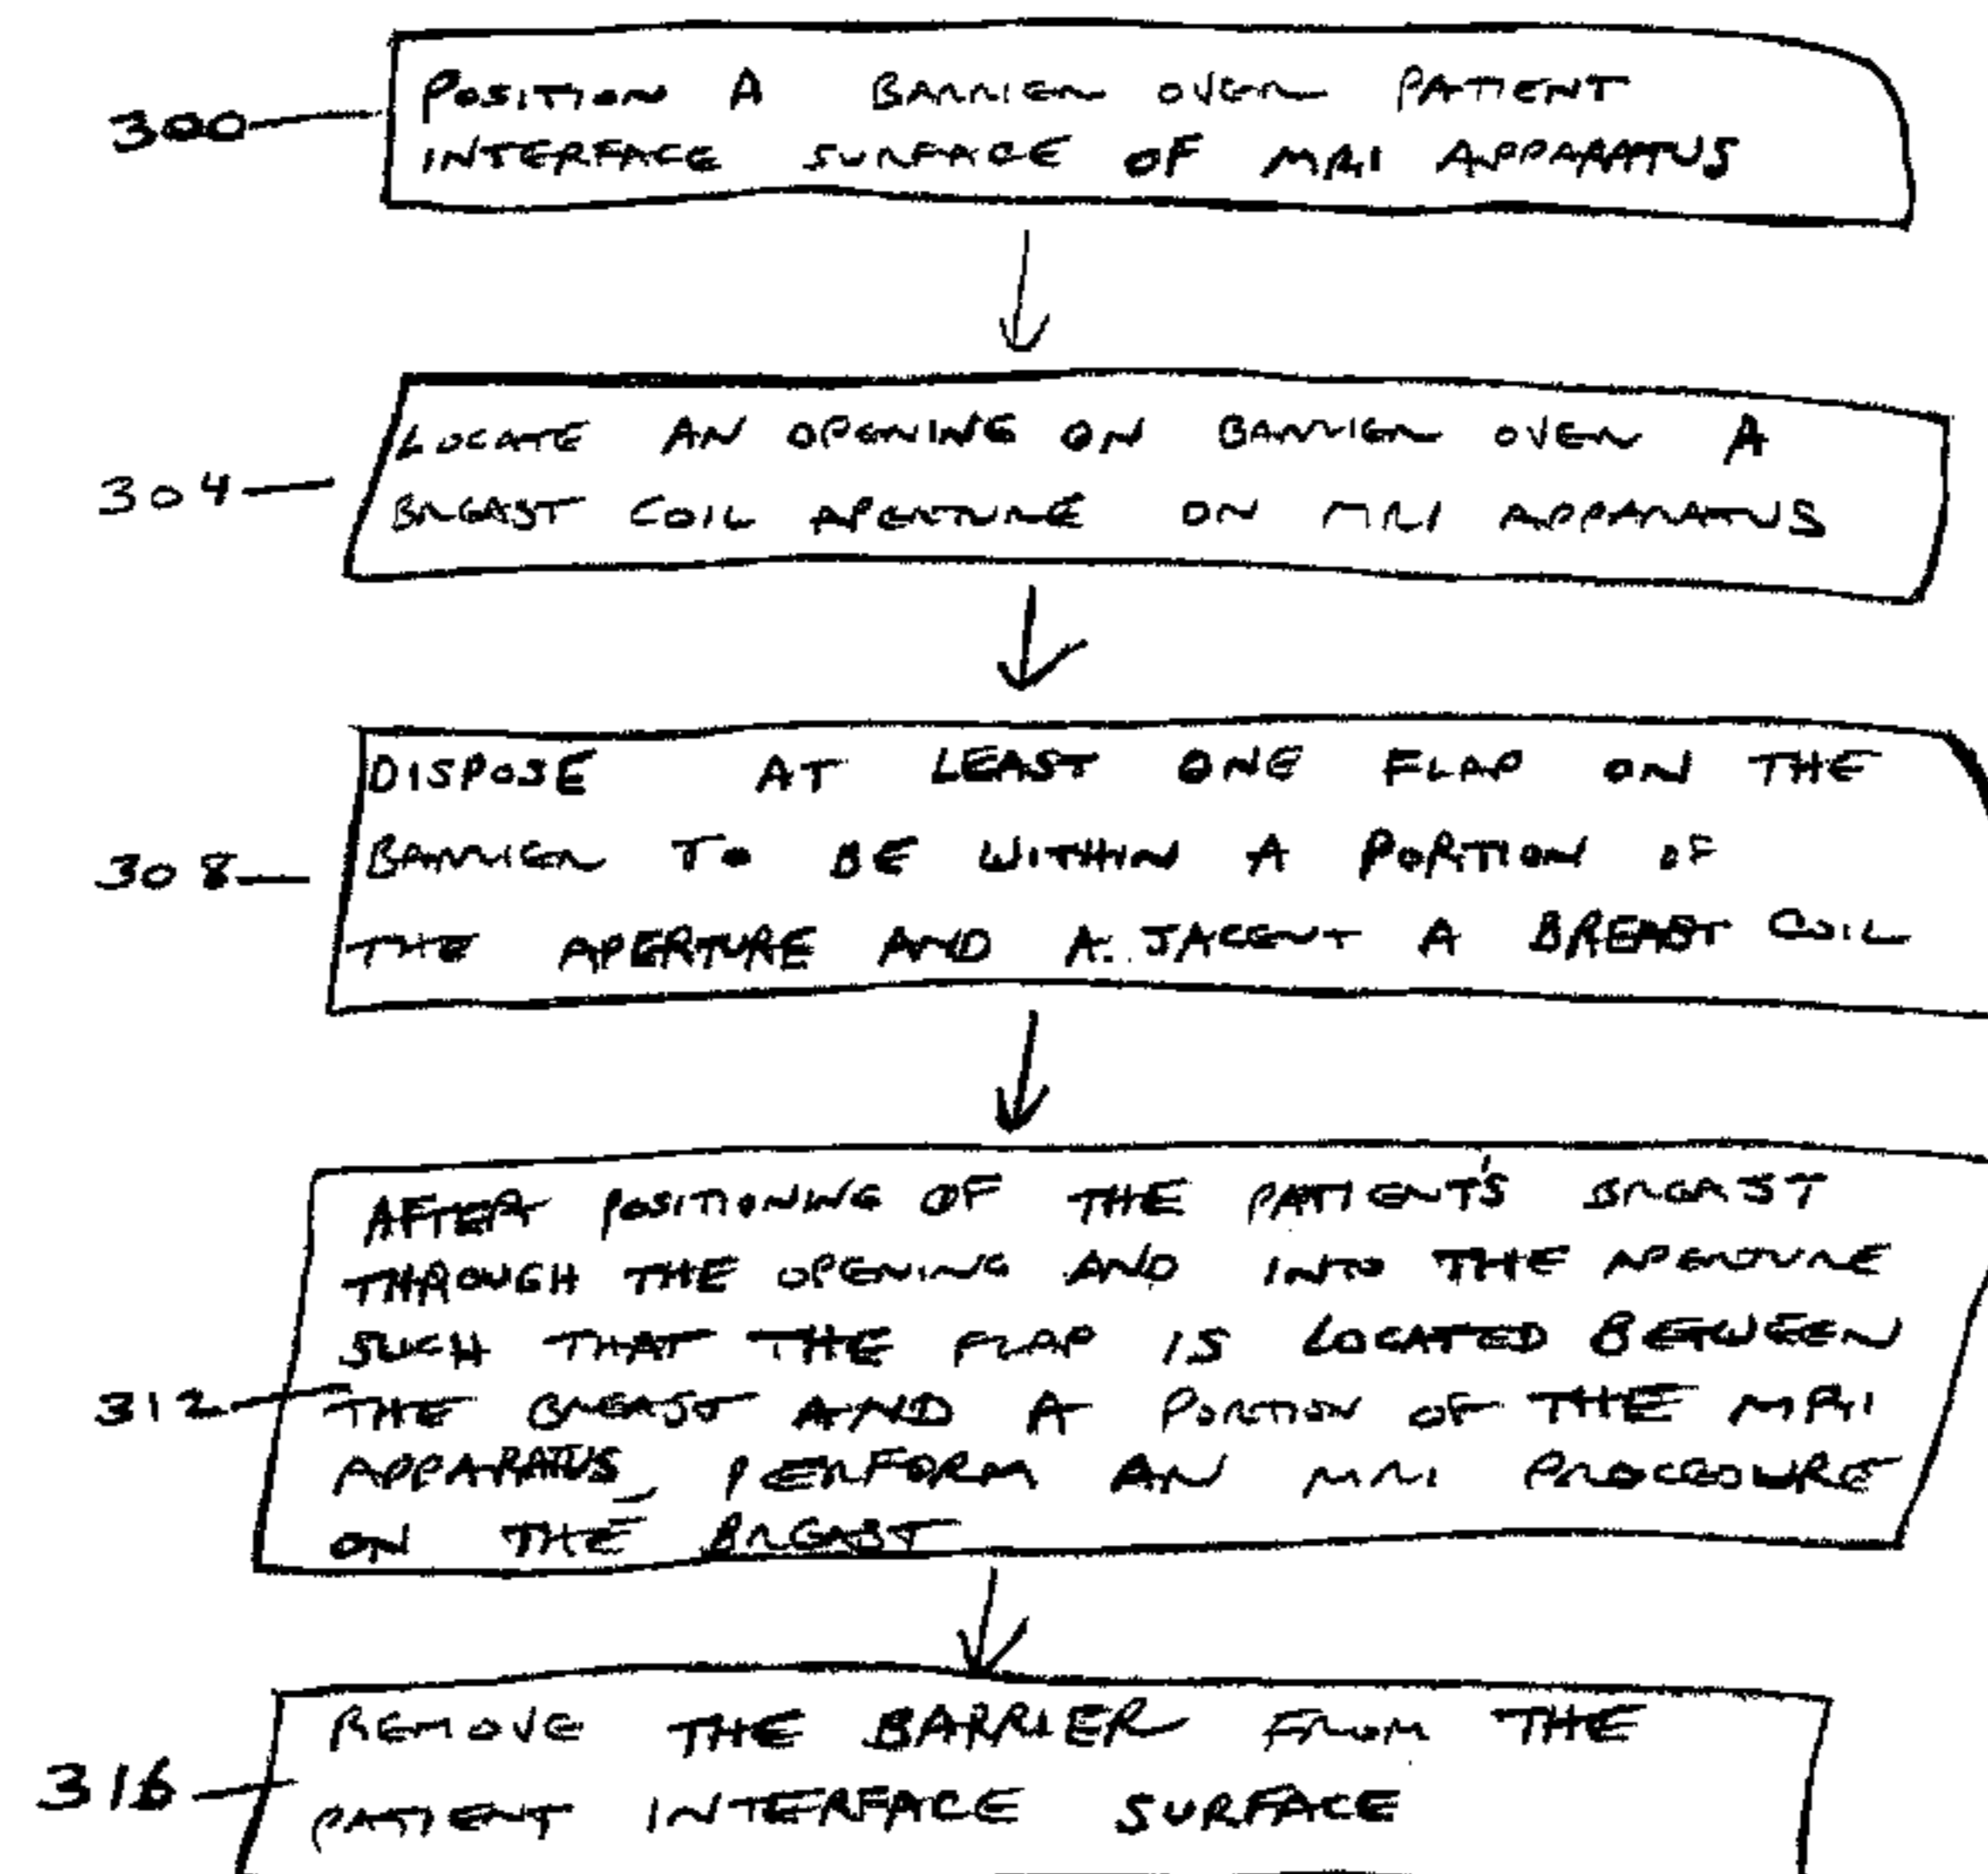 300
POSITION A BARRIER OVER PATIENT
INTERFACE SURFACE OF MRI APPARATUS
304
LOCATE AN OPENING ON BARRIER OVER A
BREAST COIL APERTURE ON MRI APPARATUS
308
DISPOSE AT LEAST ONE FLAP ON THE
BARRIER TO BE WITHIN A PORTION OF
THE APERTURE AND A..JACENT A BREAST COIL
312
AFTER POSITIONING OF THE PATIENT'S BREAST
THROUGH THE OPENING AND INTO THE APERTURE
SUCH THAT THE FLAP IS LOCATED BETWEEN
THE BREAST AND A PORTION OF THE MRI
APPARATUS, PERFORM AN MRI PROCEDURE
ON THE BREAST
316
REMOVE THE BARRIER FROM THE
PATIENT INTERFACE SURFACE